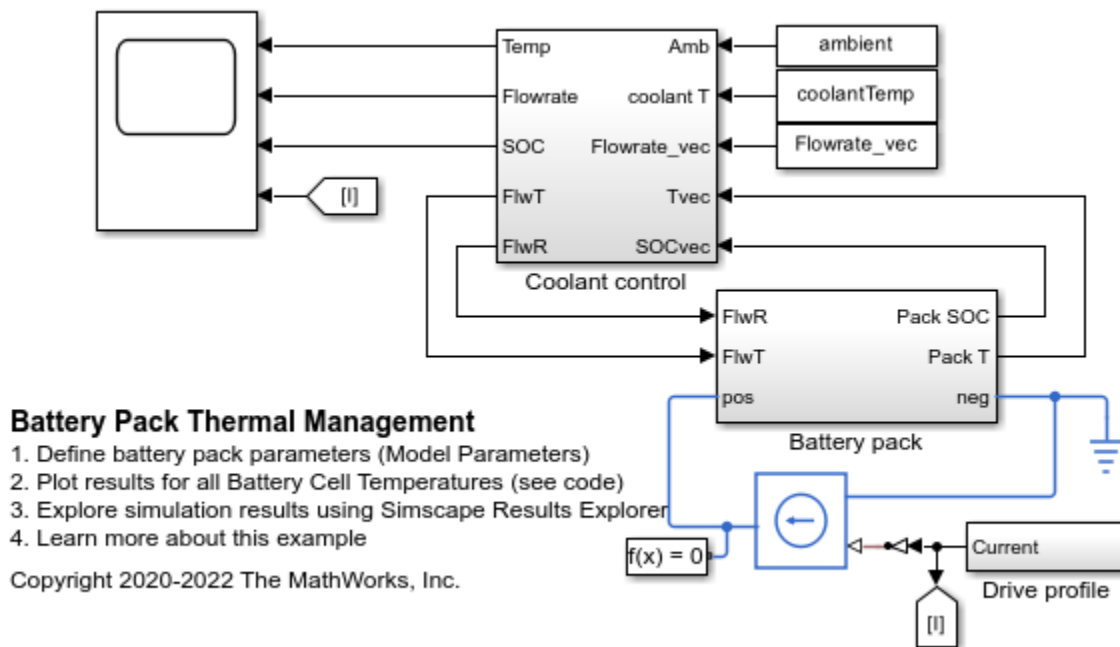 Temp
Amb
ambient
Flowrate
coolant T
coolantTemp
SOC
Flowrate_vec
Flowrate_vec
[I]
FlwT
Tvec
FlwR
SOCvec
Coolant control
FlwR
Pack SOC
FlwT
Pack T
pos
neg
Battery pack
Battery Pack Thermal Management
1. Define battery pack parameters (Model Parameters)
2. Plot results for all Battery Cell Temperatures (see code)
3. Explore simulation results using Simscape Results Explorer
4. Learn more about this example
Copyright 2020-2022 The MathWorks, Inc.
f(x) = 0
Current
Drive profile
[I]